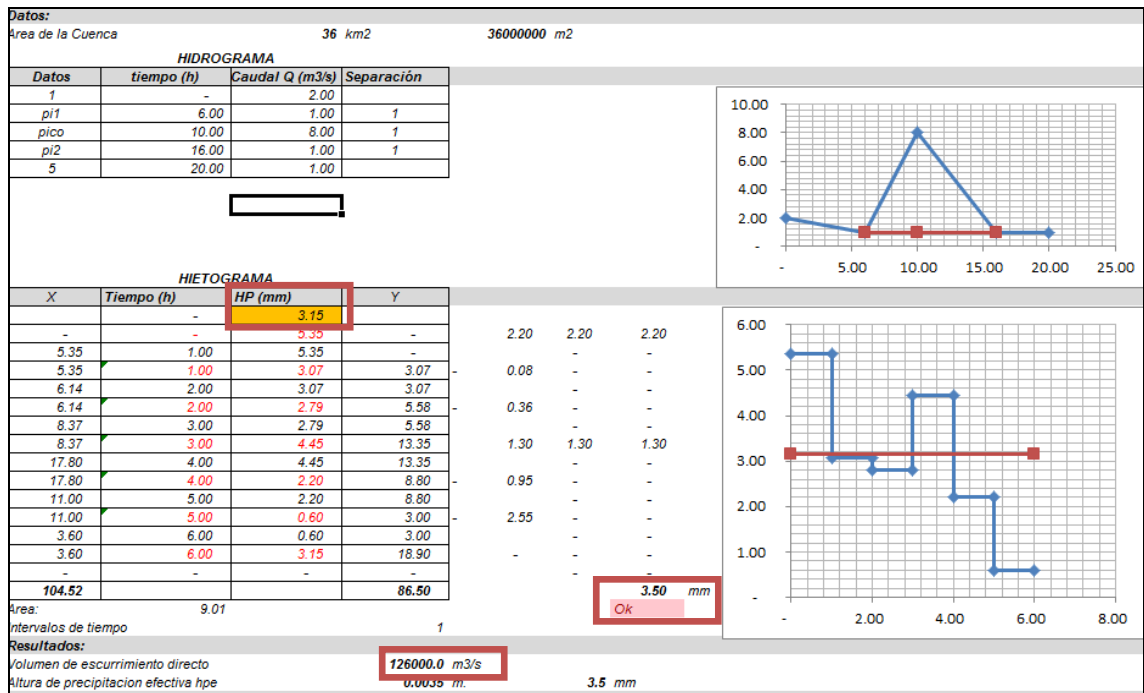 Datos:
Area de la Cuenca 36 km2 36000000 m2
HIDROGRAMA
Datos tiempo (h) Caudal Q (m3/s) Separación
1 - 2.00
pi1 6.00 1.00 1
pico 10.00 8.00 1
pi2 16.00 1.00 1
5 20.00 1.00
10.00
8.00
6.00
4.00
2.00
-
- 5.00 10.00 15.00 20.00 25.00
HIETOGRAMA
X Tiempo (h) HP (mm) Y
- 3.15
- - 5.35 - 2.20 2.20 2.20
5.35 1.00 5.35 - - -
5.35 1.00 3.07 3.07 - 0.08 - -
6.14 2.00 3.07 3.07 - -
6.14 2.00 2.79 5.58 - 0.36 - -
8.37 3.00 2.79 5.58 - -
8.37 3.00 4.45 13.35 1.30 1.30 1.30
17.80 4.00 4.45 13.35 - -
17.80 4.00 2.20 8.80 - 0.95 - -
11.00 5.00 2.20 8.80 - -
11.00 5.00 0.60 3.00 - 2.55 - -
3.60 6.00 0.60 3.00 - -
3.60 6.00 3.15 18.90 - - -
- - - - - -
104.52 86.50 3.50 mm
Area: 9.01 Ok
Intervalos de tiempo 1
6.00
5.00
4.00
3.00
2.00
1.00
-
- 2.00 4.00 6.00 8.00
Resultados:
Volumen de escurrimiento directo 126000.0 m3/s
Altura de precipitacion efectiva hpe 0.0035 m. 3.5 mm